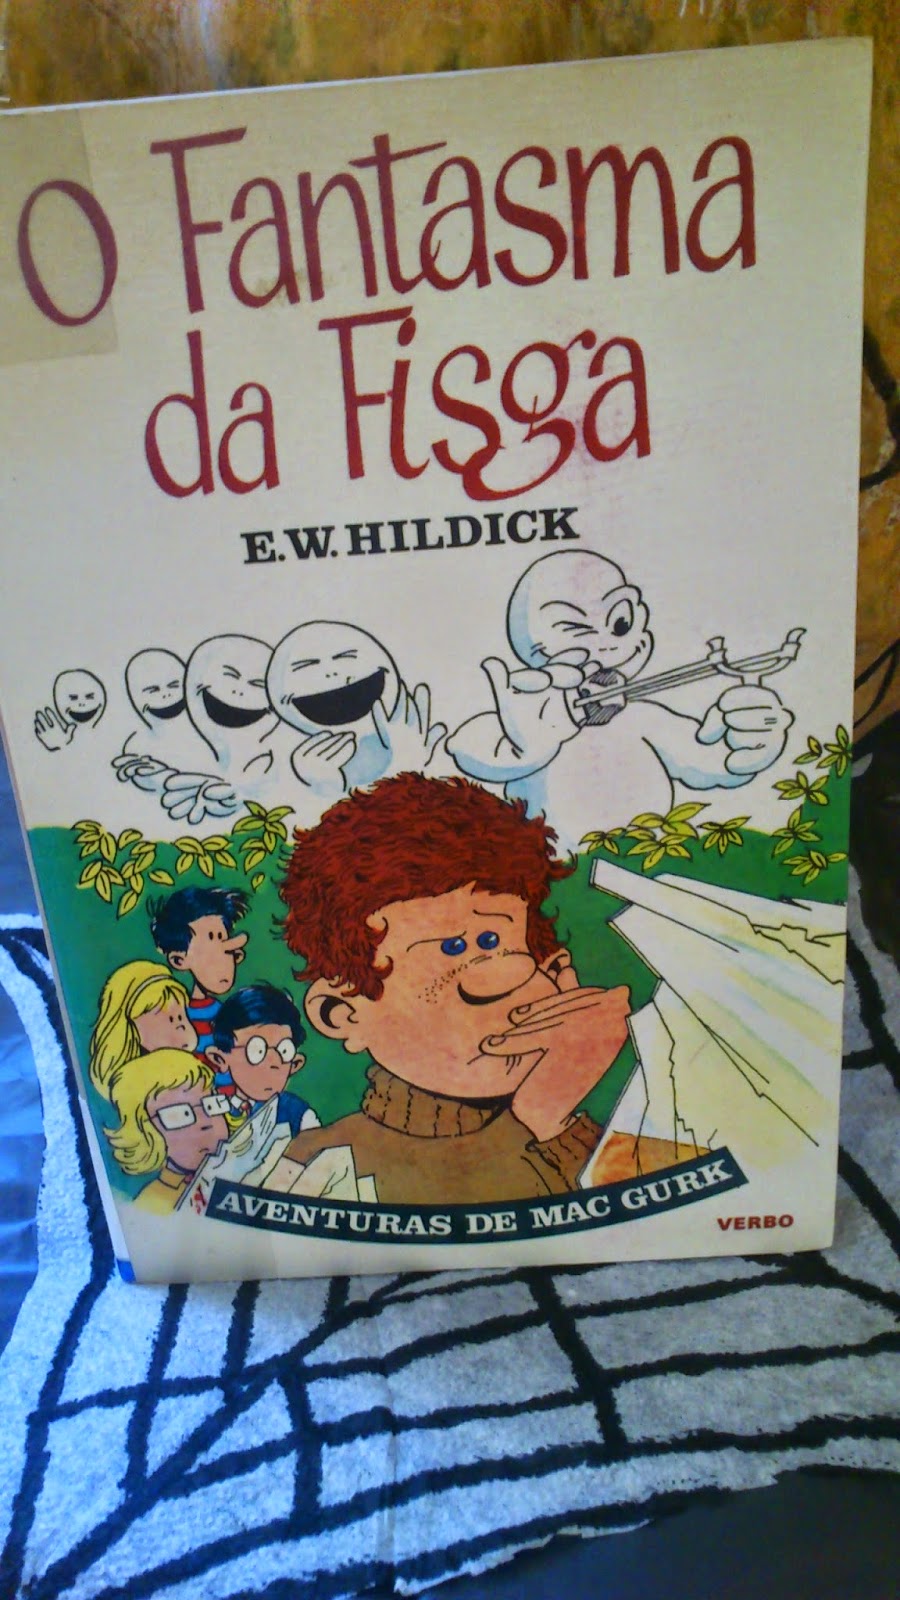 O Fantasma
da Fisga
E.W. HILDICK
AVENTURAS DE MAC GURK
VERBO